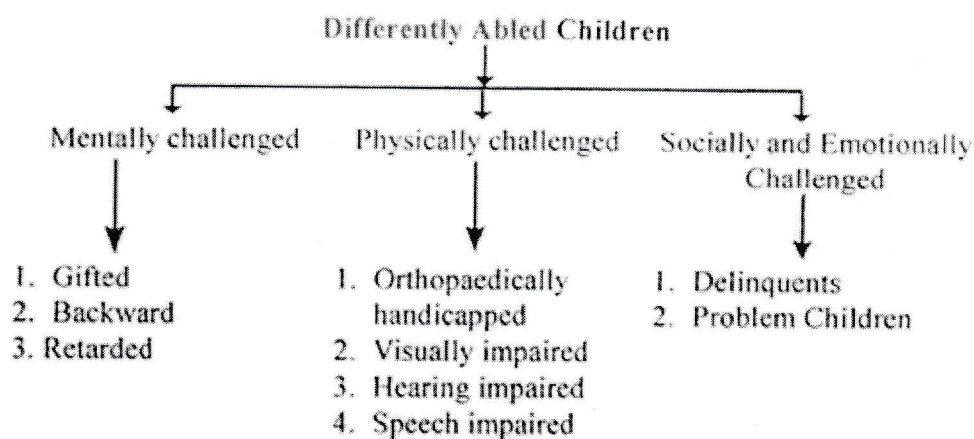 Differently Abled Children
Mentally challenged
Physically challenged
Socially and Emotionally
Challenged
1. Gifted
2. Backward
3. Retarded
1. Orthopaedically
handicapped
2. Visually impaired
3. Hearing impaired
4. Speech impaired
1. Delinquents
2. Problem Children